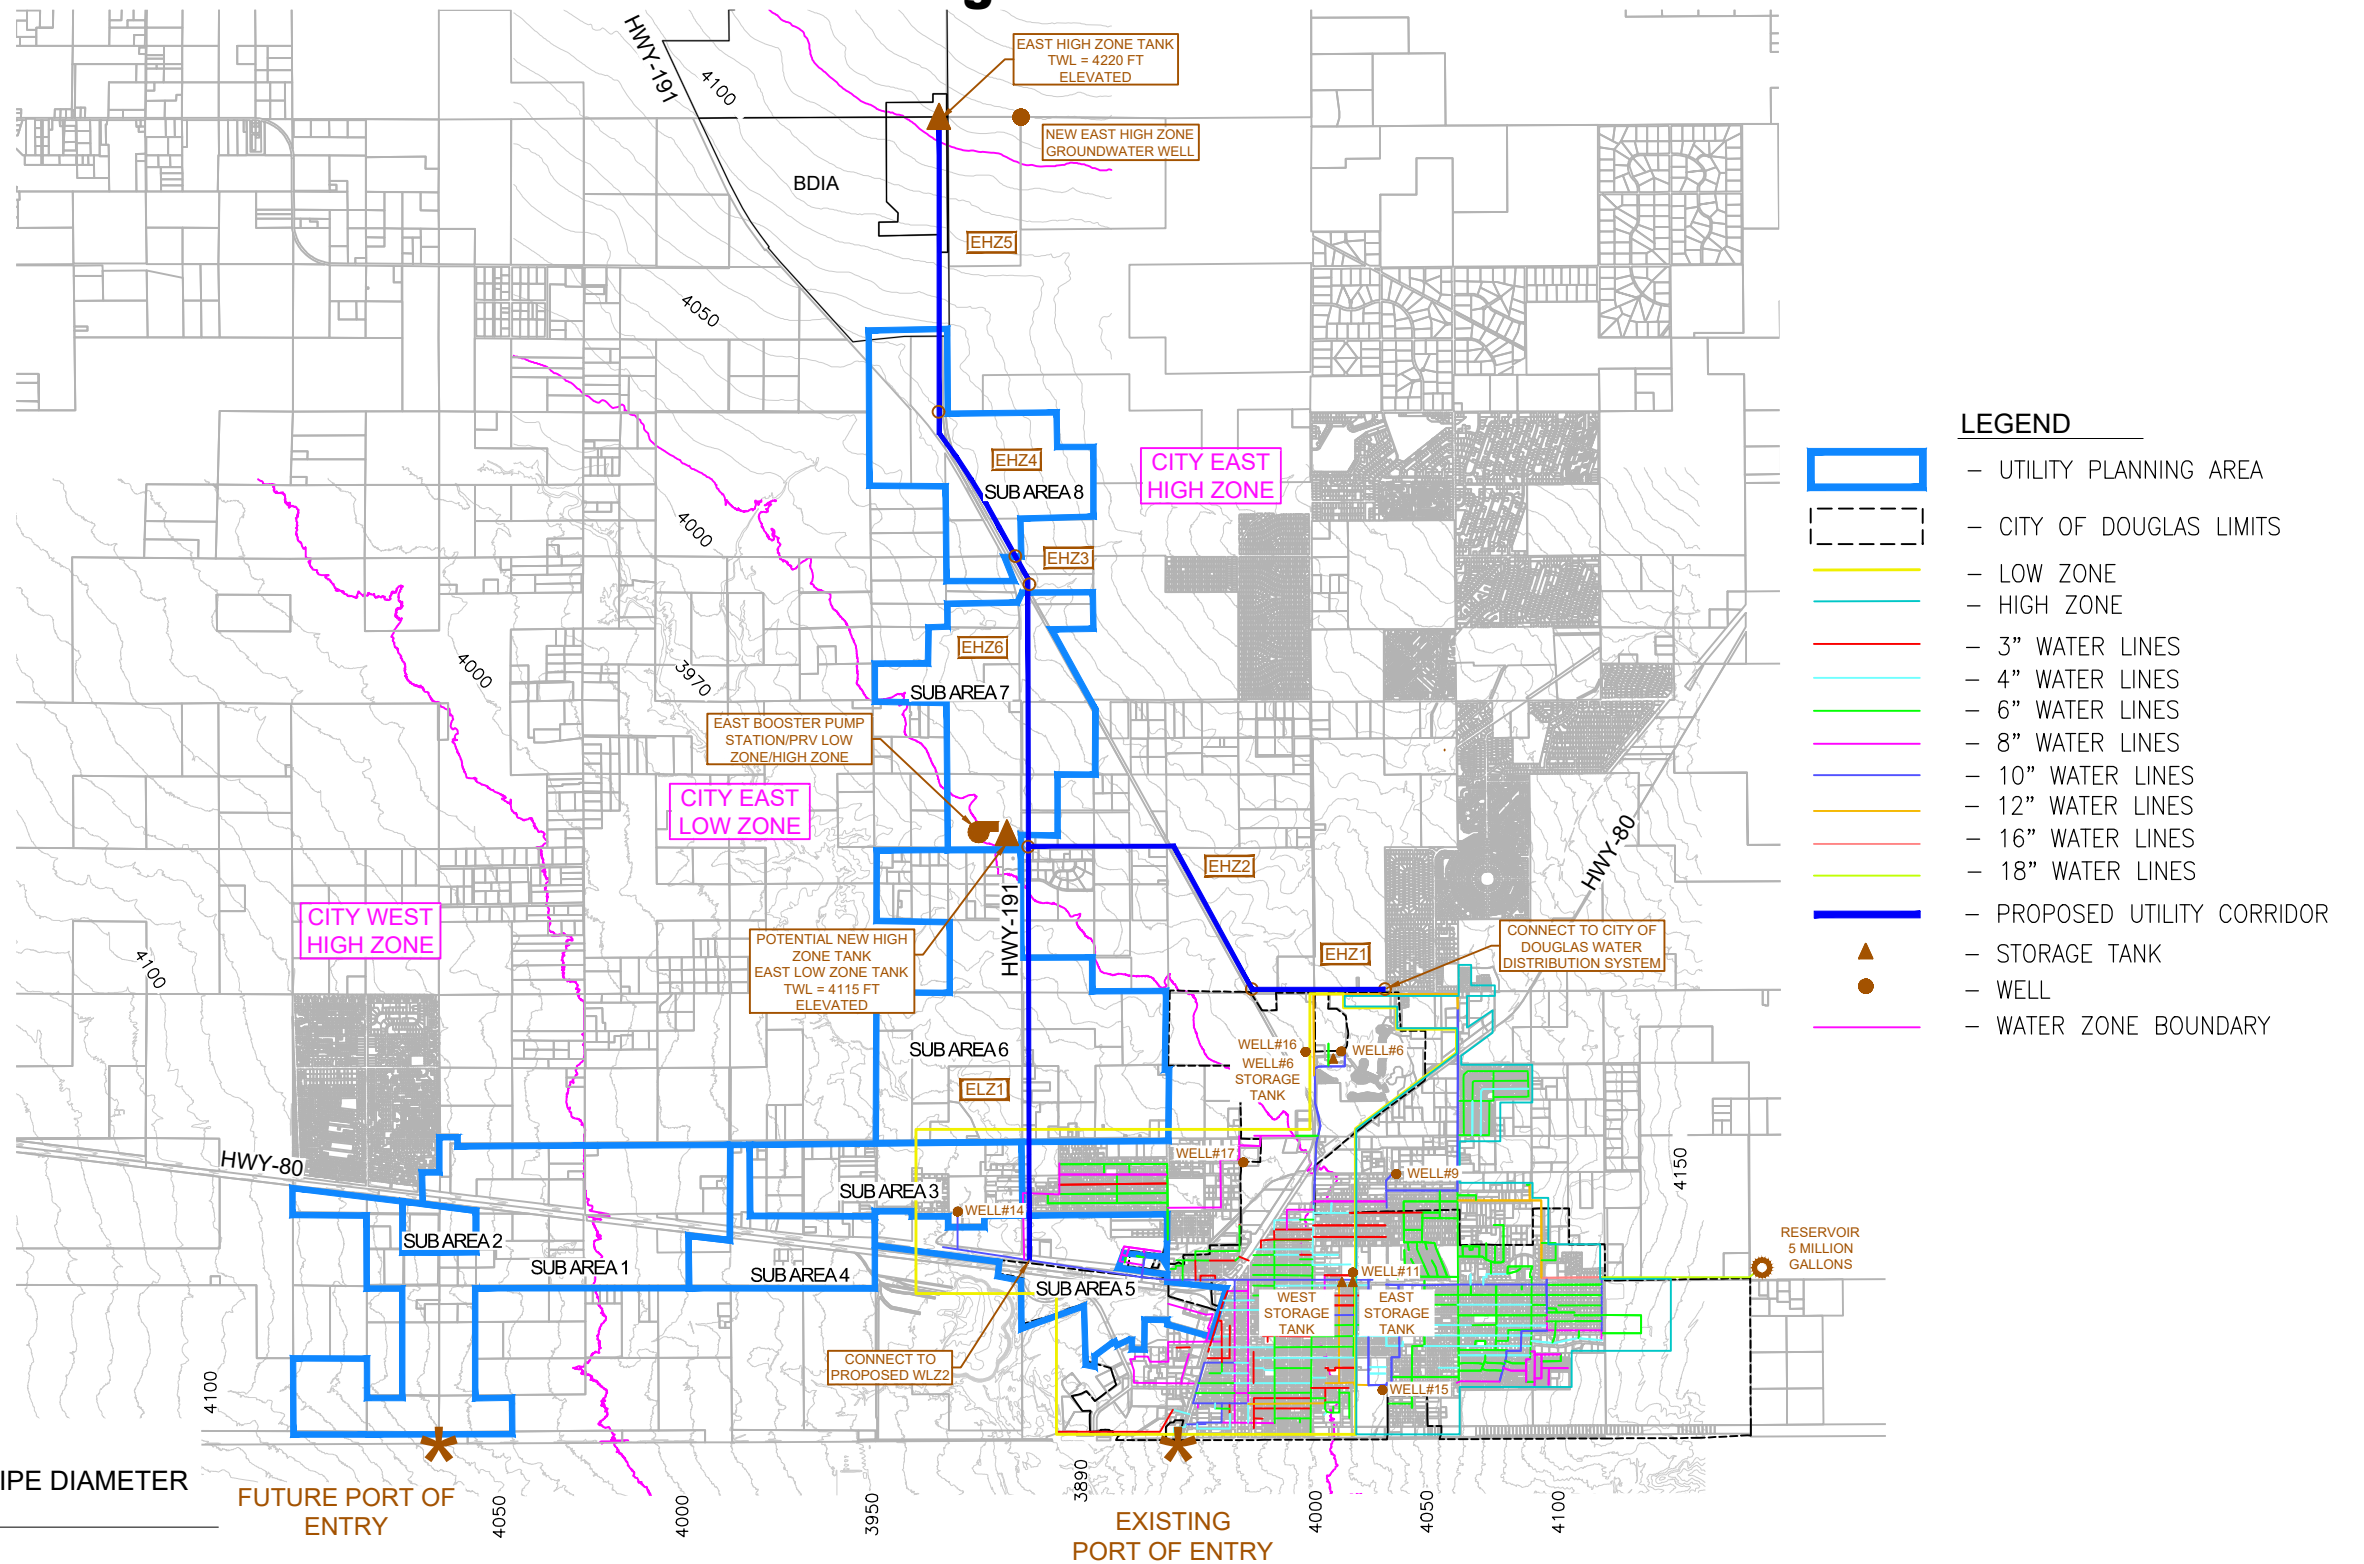 HWY-191
4100
EAST HIGH ZONE TANK
TWL = 4220 FT
ELEVATED
NEW EAST HIGH ZONE
GROUNDWATER WELL
BDIA
EHZ5
4050
EHZ4
SUB AREA 8
CITY EAST
HIGH ZONE
4000
EHZ3
EHZ6
4000
3970
SUB AREA 7
EAST BOOSTER PUMP
STATION/PRV LOW
ZONE/HIGH ZONE
CITY EAST
LOW ZONE
EHZ2
HWY-80
CITY WEST
HIGH ZONE
4100
HWY-191
POTENTIAL NEW HIGH
ZONE TANK
EAST LOW ZONE TANK
TWL = 4115 FT
ELEVATED
EHZ1
CONNECT TO CITY OF
DOUGLAS WATER
DISTRIBUTION SYSTEM
SUB AREA 6
ELZ1
WELL#16
WELL#6
WELL#6
STORAGE
TANK
HWY-80
WELL#17
WELL#9
4150
SUB AREA 3
WELL#14
SUB AREA 2
SUB AREA 1
SUB AREA 4
SUB AREA 5
WELL#11
WEST
STORAGE
TANK
EAST
STORAGE
TANK
RESERVOIR
5 MILLION
GALLONS
CONNECT TO
PROPOSED WLZ2
WELL#15
4100
IPE DIAMETER
FUTURE PORT OF
ENTRY
4050
4000
3950
3890
EXISTING
PORT OF ENTRY
4000
4050
4100
LEGEND
- UTILITY PLANNING AREA
- CITY OF DOUGLAS LIMITS
- LOW ZONE
- HIGH ZONE
- 3" WATER LINES
- 4" WATER LINES
- 6" WATER LINES
- 8" WATER LINES
- 10" WATER LINES
- 12" WATER LINES
- 16" WATER LINES
- 18" WATER LINES
- PROPOSED UTILITY CORRIDOR
- STORAGE TANK
- WELL
- WATER ZONE BOUNDARY